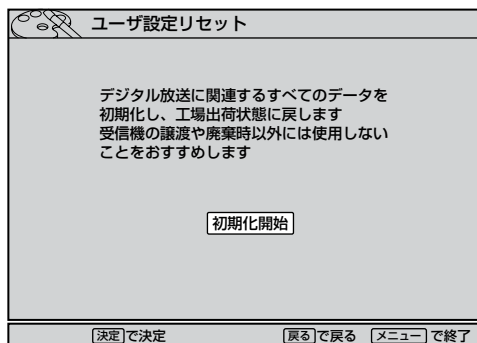 ユーザ設定リセット
デジタル放送に関連するすべてのデータを
初期化し、工場出荷状態に戻します
受信機の譲渡や廃棄時以外には使用しない
ことをおすすめします
初期化開始
決定で決定 戻るで戻る メニューで終了